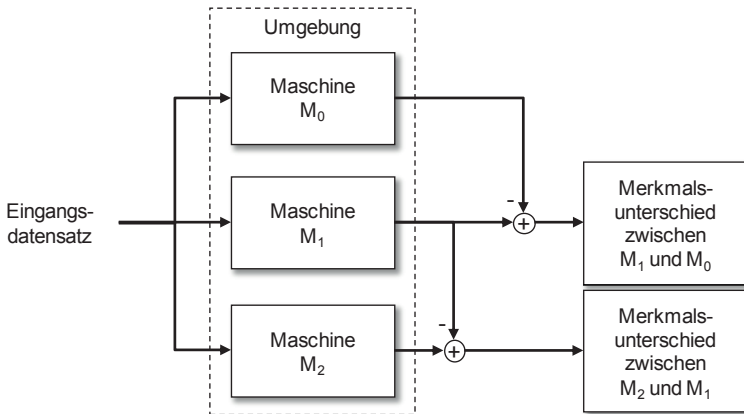 Umgebung
Maschine
M₀
Eingangs-
datensatz
Maschine
M₁
Maschine
M₂
-
+
Merkmals-
unterschied
zwischen
M₁ und M₀
-
+
Merkmals-
unterschied
zwischen
M₂ und M₁